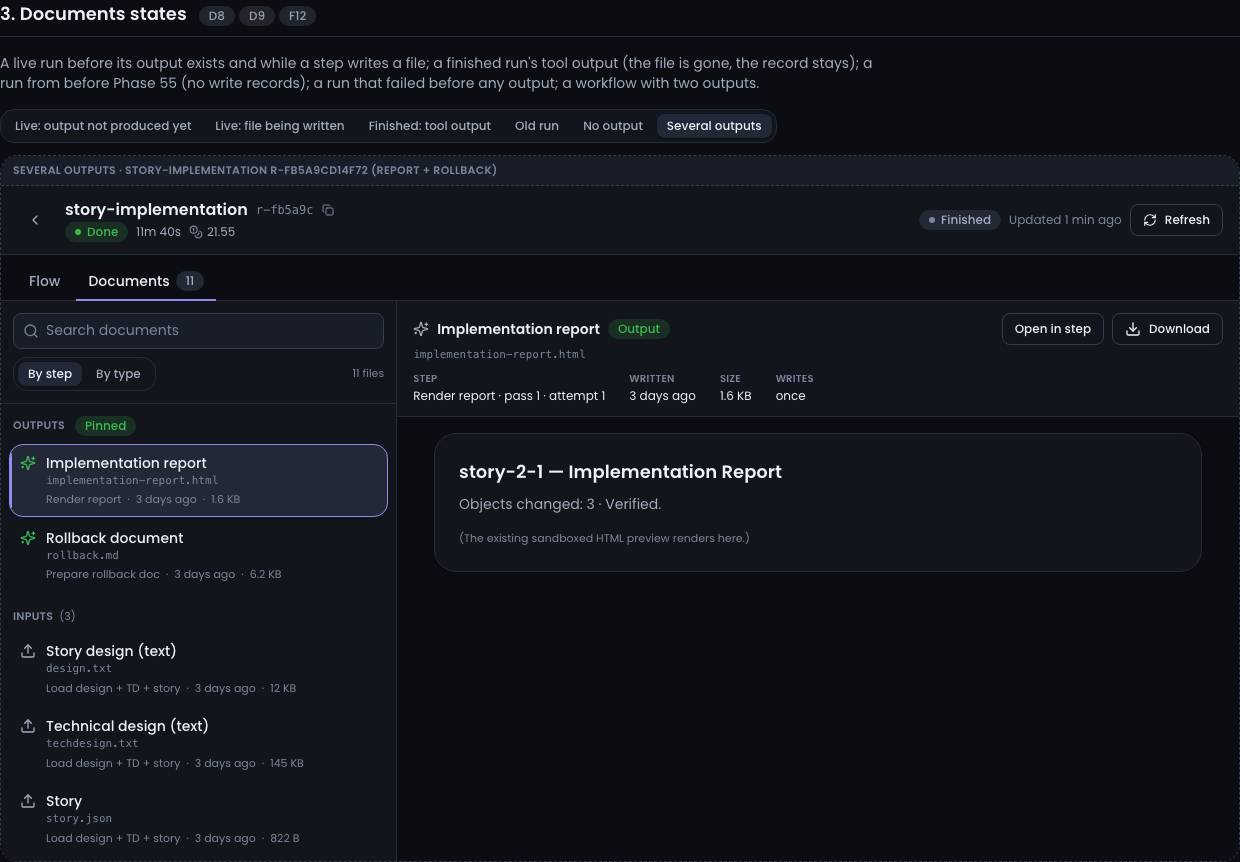 3. Documents states D8 D9 F12
A live run before its output exists and while a step writes a file; a finished run's tool output (the file is gone, the record stays); a
run from before Phase 55 (no write records); a run that failed before any output; a workflow with two outputs.
Live: output not produced yet Live: file being written Finished: tool output Old run No output Several outputs
SEVERAL OUTPUTS · STORY-IMPLEMENTATION R-FB5A9CD14F72 (REPORT + ROLLBACK)
story-implementation r-fb5a9c
Done 11m 40s 21.55
Finished Updated 1 min ago Refresh
Flow Documents 11
Search documents
By step By type 11 files
OUTPUTS Pinned
Implementation report
implementation-report.html
Render report · 3 days ago · 1.6 KB
Rollback document
rollback.md
Prepare rollback doc · 3 days ago · 6.2 KB
INPUTS (3)
Story design (text)
design.txt
Load design + TD + story · 3 days ago · 12 KB
Technical design (text)
techdesign.txt
Load design + TD + story · 3 days ago · 145 KB
Story
story.json
Load design + TD + story · 3 days ago · 822 B
Implementation report Output Open in step Download
implementation-report.html
STEP WRITTEN SIZE WRITES
Render report · pass 1 · attempt 1 3 days ago 1.6 KB once
story-2-1 — Implementation Report
Objects changed: 3 · Verified.
(The existing sandboxed HTML preview renders here.)